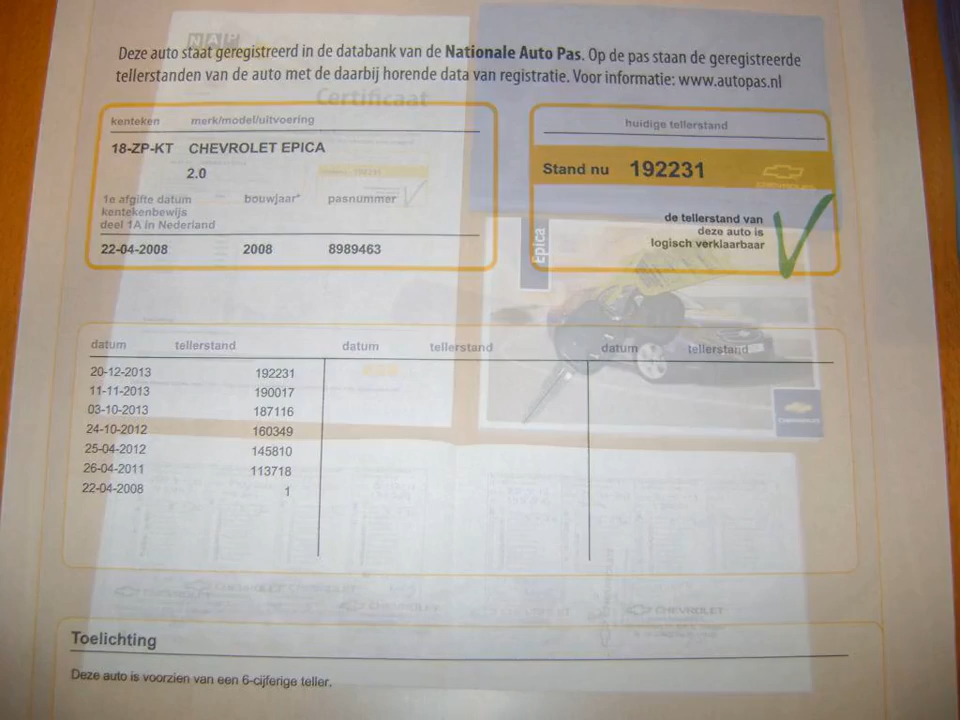 NAP
Deze auto staat geregistreerd in de databank van de Nationale Auto Pas. Op de pas staan de geregistreerde
tellerstanden van de auto met de daarbij horende data van registratie. Voor informatie: www.autopas.nl
Certificaat
kenteken merk/model/uitvoering
18-ZP-KT CHEVROLET EPICA
2.0
1e afgifte datum bouwjaar* pasnummer
kentekenbewijs
deel 1A in Nederland
22-04-2008 2008 8989463
huidige tellerstand
Stand nu 192231
CHEVROLET
de tellerstand van
deze auto is
logisch verklaarbaar
Epica
datum tellerstand datum tellerstand datum tellerstand
20-12-2013 192231
11-11-2013 190017
03-10-2013 187116
24-10-2012 160349
25-04-2012 145810
26-04-2011 113718
22-04-2008 1
CHEVROLET
CHEVROLET CHEVROLET CHEVROLET
CHEVROLET CHEVROLET CHEVROLET
Toelichting
Deze auto is voorzien van een 6-cijferige teller.